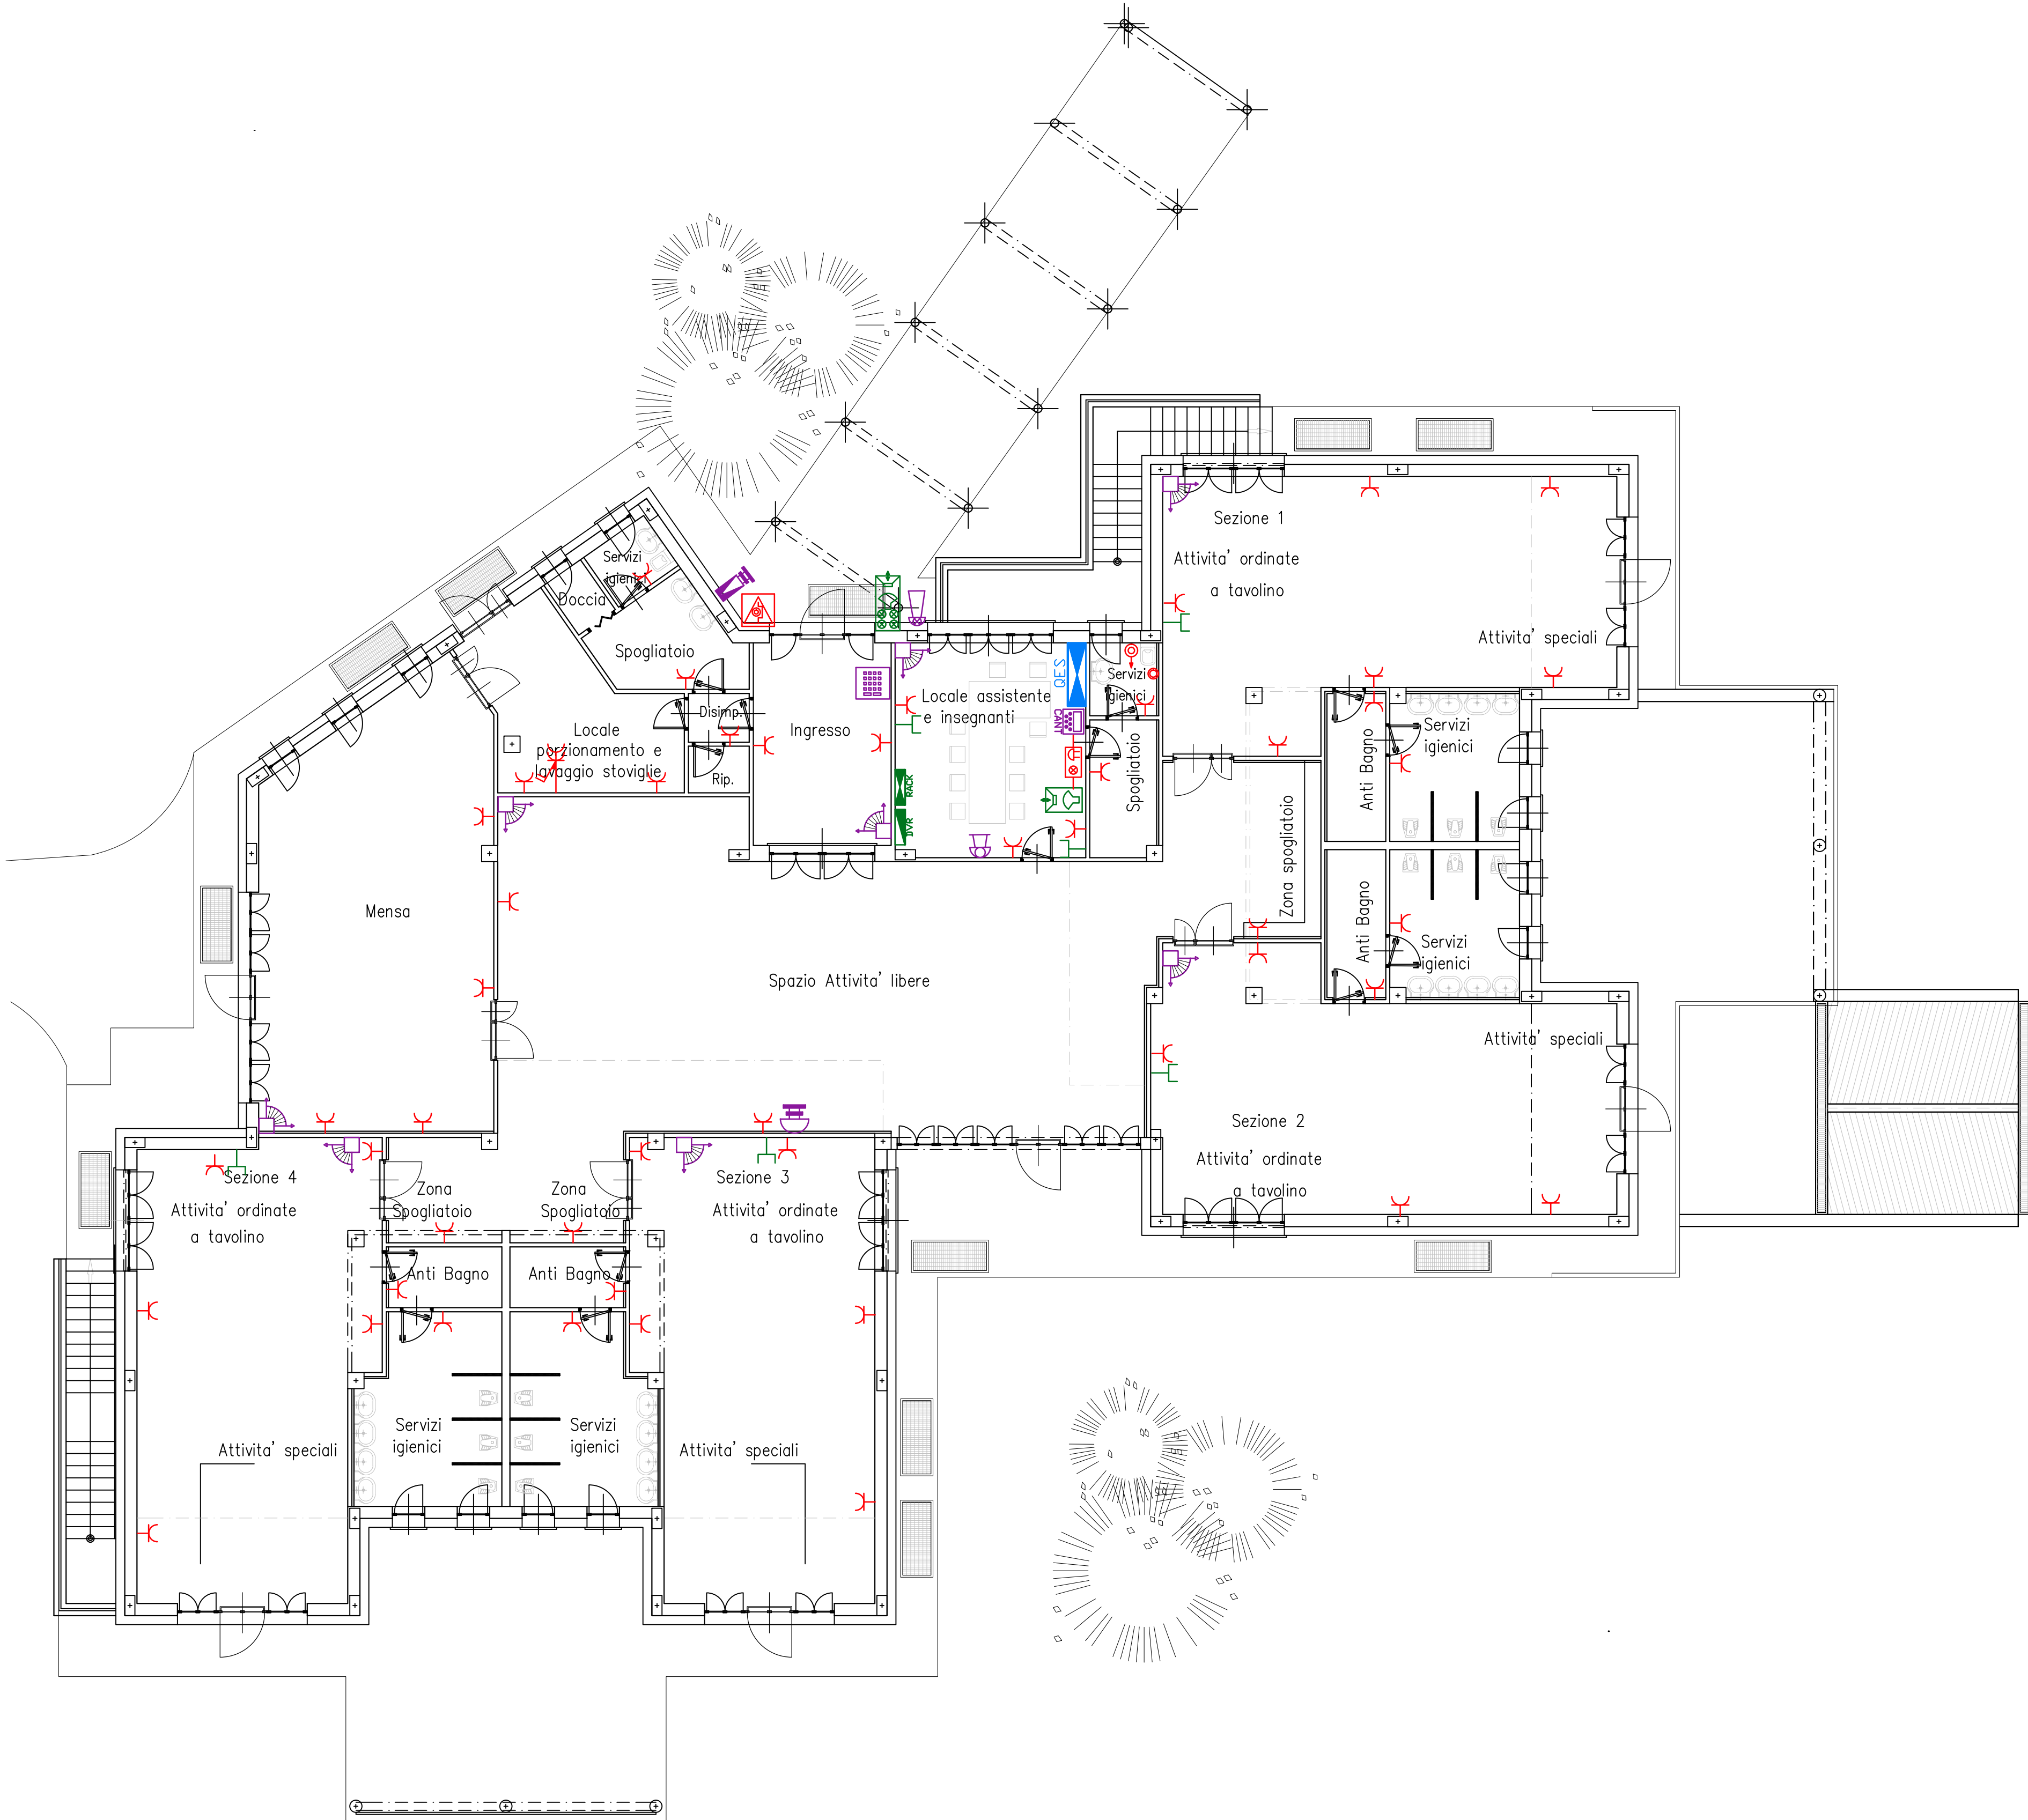 Sezione 1
Attivita' ordinate
a tavolino
Attivita' speciali
Servizi
igienici
Doccia
Spogliatoio
Disimp.
Rip.
Locale
porzionamento e
lavaggio stoviglie
Ingresso
Locale assistente
e insegnanti
QES
CAN1
RACK
DVR
Servizi
igienici
Spogliatoio
Zona spogliatoio
Anti Bagno
Servizi
igienici
Anti Bagno
Servizi
igienici
Mensa
Spazio Attivita' libere
Attivita' speciali
Sezione 2
Attivita' ordinate
a tavolino
Sezione 4
Attivita' ordinate
a tavolino
Zona
Spogliatoio
Zona
Spogliatoio
Sezione 3
Attivita' ordinate
a tavolino
Anti Bagno
Anti Bagno
Servizi
igienici
Servizi
igienici
Attivita' speciali
Attivita' speciali